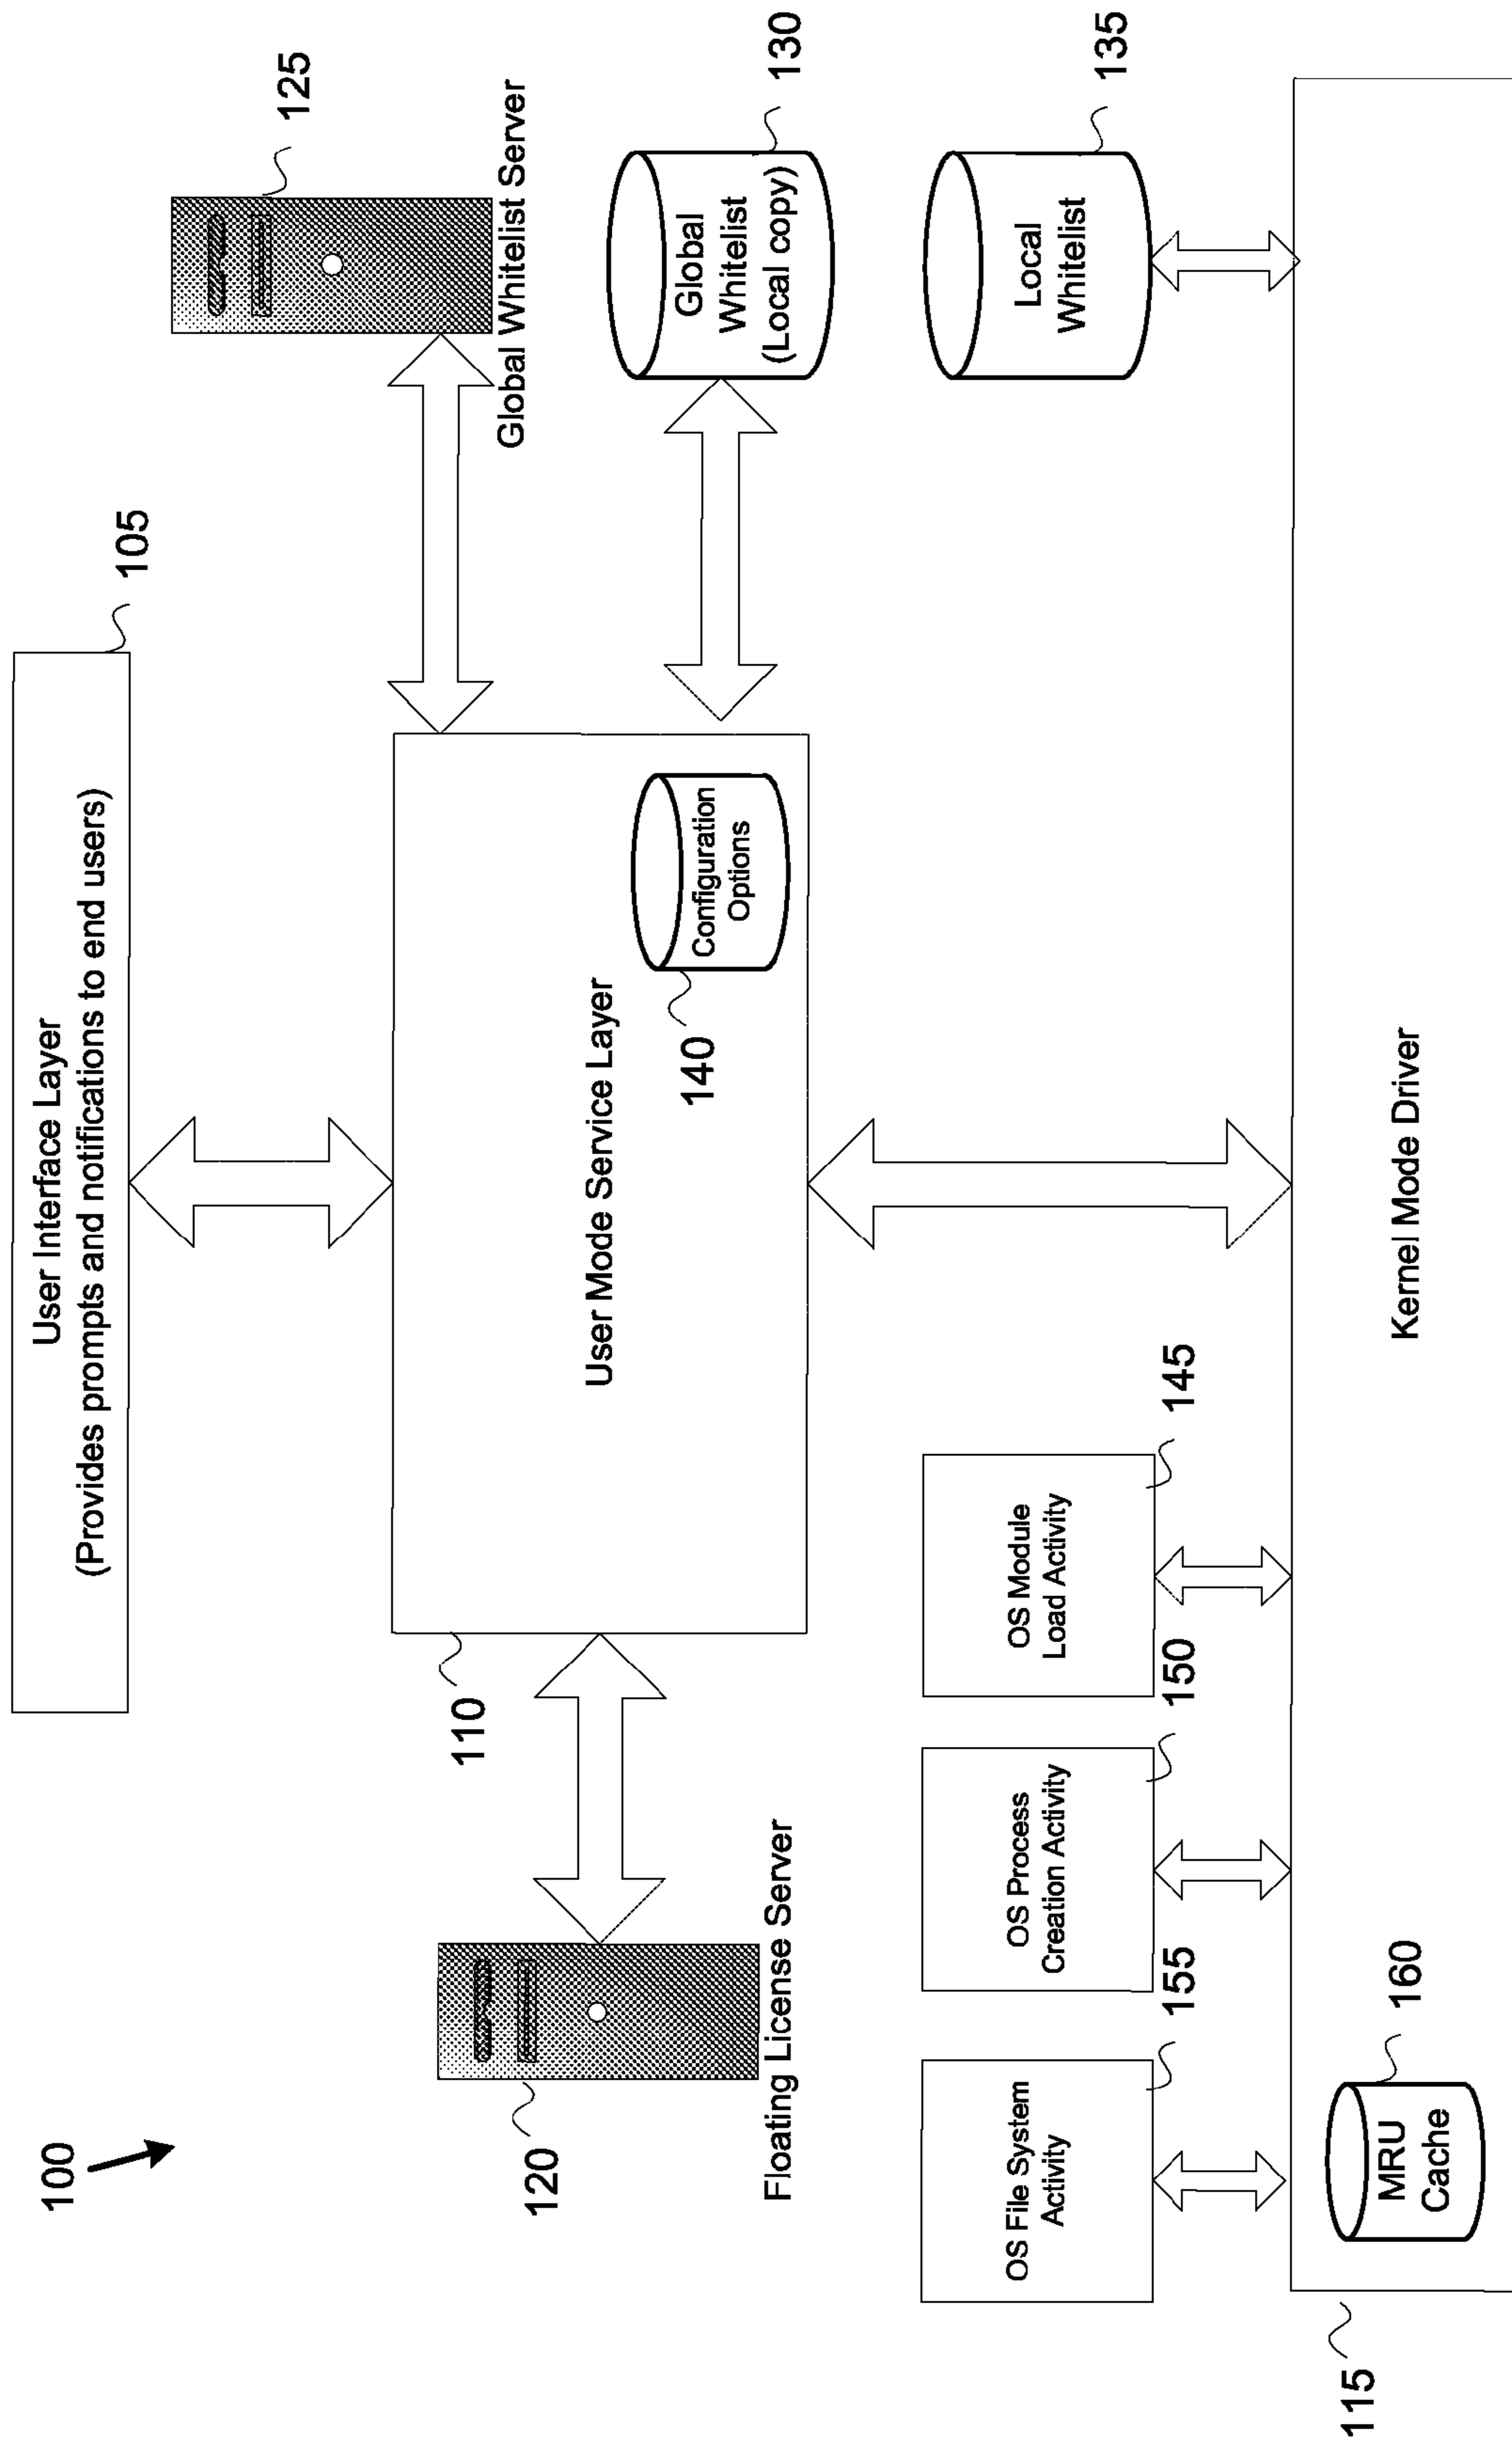 100
User Interface Layer
(Provides prompts and notifications to end users)
105
125
Global Whitelist Server
110
User Mode Service Layer
140
Configuration
Options
120
Floating License Server
Global
Whitelist
(Local copy)
130
OS File System
Activity
155
OS Process
Creation Activity
150
OS Module
Load Activity
145
Local
Whitelist
135
115
MRU
Cache
160
Kernel Mode Driver